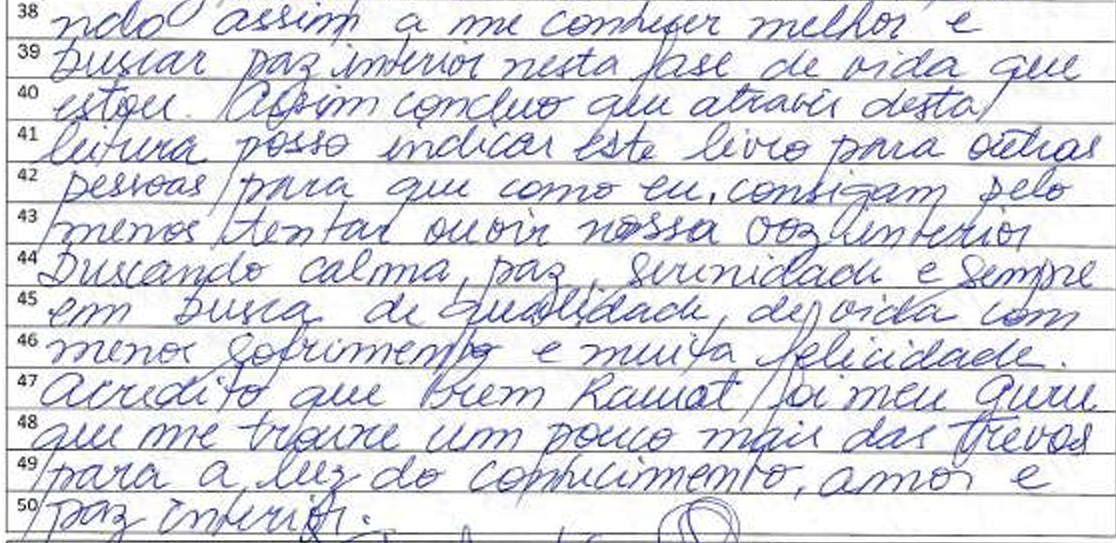 38 ndo assim a me conhecer melhor e
39 buscar paz interior nesta fase de vida que
40 estou. Assim concluo que através desta
41 leitura posso indicar este livro para outras
42 pessoas para que como eu, consigam pelo
43 menos tentar ouvir nossa voz interior
44 buscando calma, paz, serenidade e sempre
45 em busca de qualidade de vida com
46 menor sofrimento e muita felicidade.
47 Acredito que Prem Rawat foi meu guru
48 que me trouxe um pouco mais das trevas
49 para a luz do conhecimento, amor e
50 paz interior.